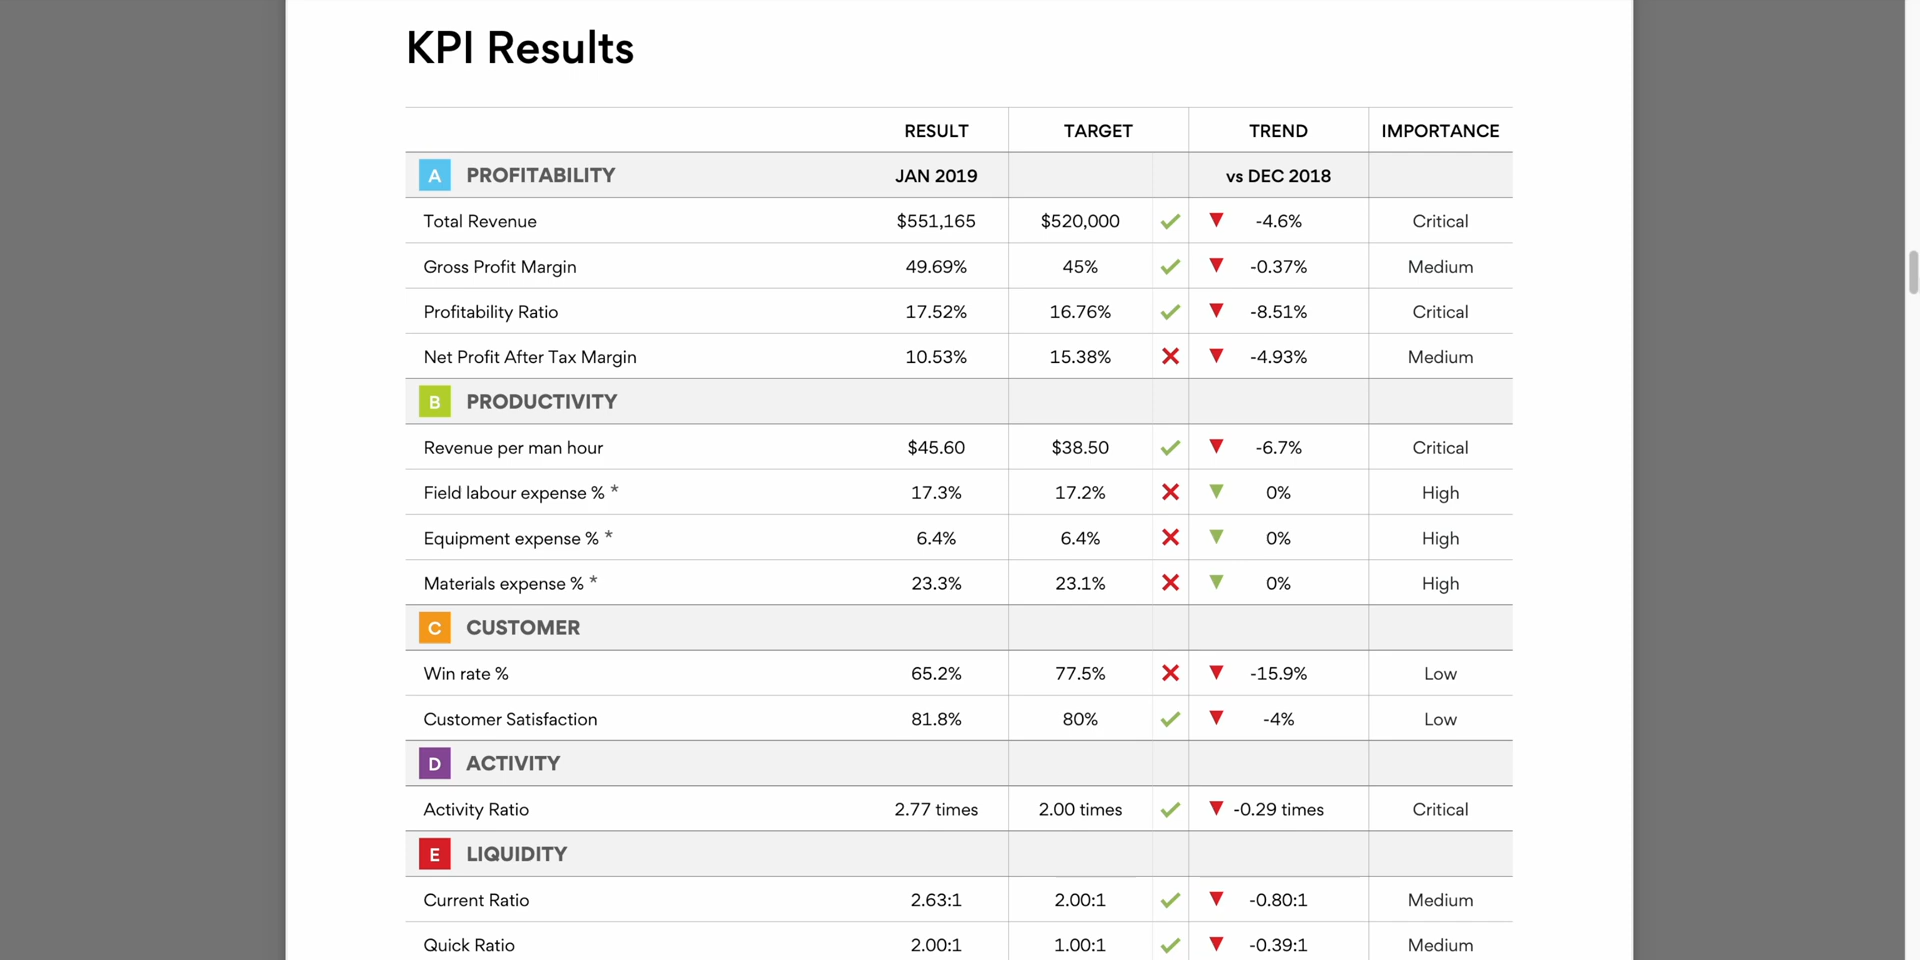 KPI Results
RESULT TARGET TREND IMPORTANCE
A PROFITABILITY JAN 2019 vs DEC 2018
Total Revenue $551,165 $520,000 -4.6% Critical
Gross Profit Margin 49.69% 45% -0.37% Medium
Profitability Ratio 17.52% 16.76% -8.51% Critical
Net Profit After Tax Margin 10.53% 15.38% -4.93% Medium
B PRODUCTIVITY
Revenue per man hour $45.60 $38.50 -6.7% Critical
Field labour expense % * 17.3% 17.2% 0% High
Equipment expense % * 6.4% 6.4% 0% High
Materials expense % * 23.3% 23.1% 0% High
C CUSTOMER
Win rate % 65.2% 77.5% -15.9% Low
Customer Satisfaction 81.8% 80% -4% Low
D ACTIVITY
Activity Ratio 2.77 times 2.00 times -0.29 times Critical
E LIQUIDITY
Current Ratio 2.63:1 2.00:1 -0.80:1 Medium
Quick Ratio 2.00:1 1.00:1 -0.39:1 Medium